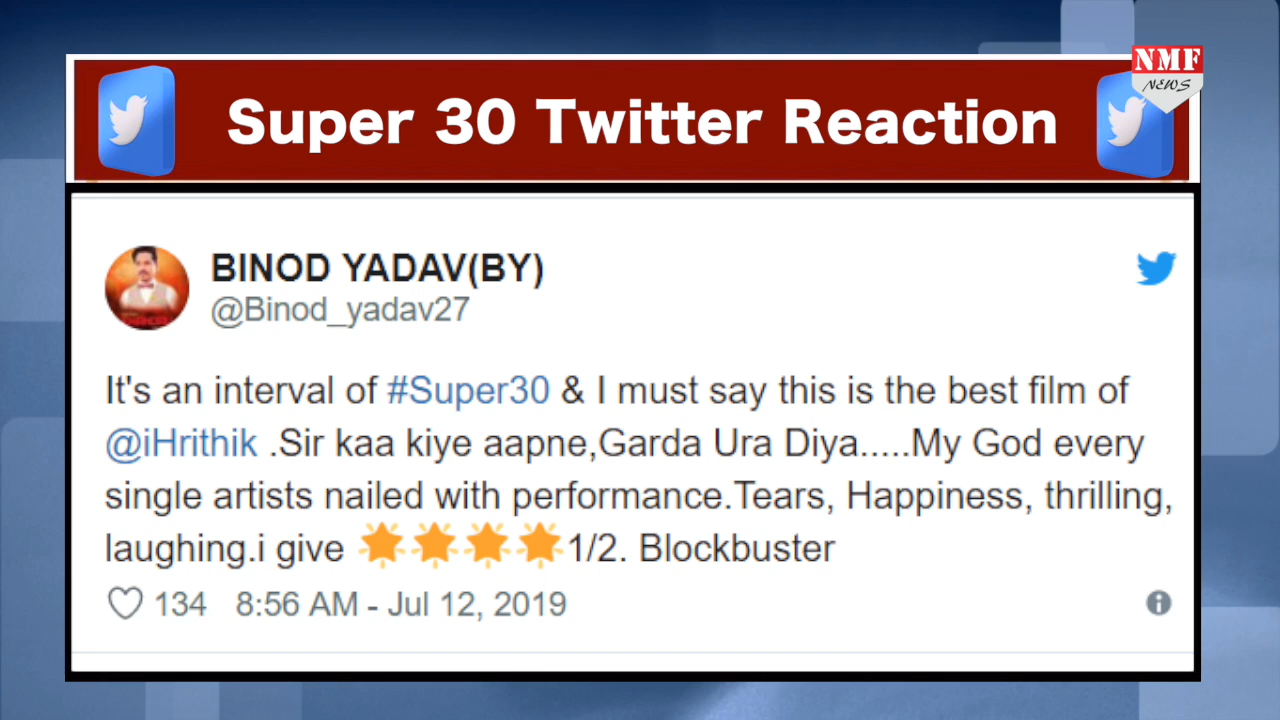 NMF
NEWS
Super 30 Twitter Reaction
BINOD YADAV(BY)
@Binod_yadav27
It's an interval of #Super30 & I must say this is the best film of
@iHrithik .Sir kaa kiye aapne,Garda Ura Diya.....My God every
single artists nailed with performance.Tears, Happiness, thrilling,
laughing.i give 🌟🌟🌟🌟1/2. Blockbuster
134 8:56 AM - Jul 12, 2019